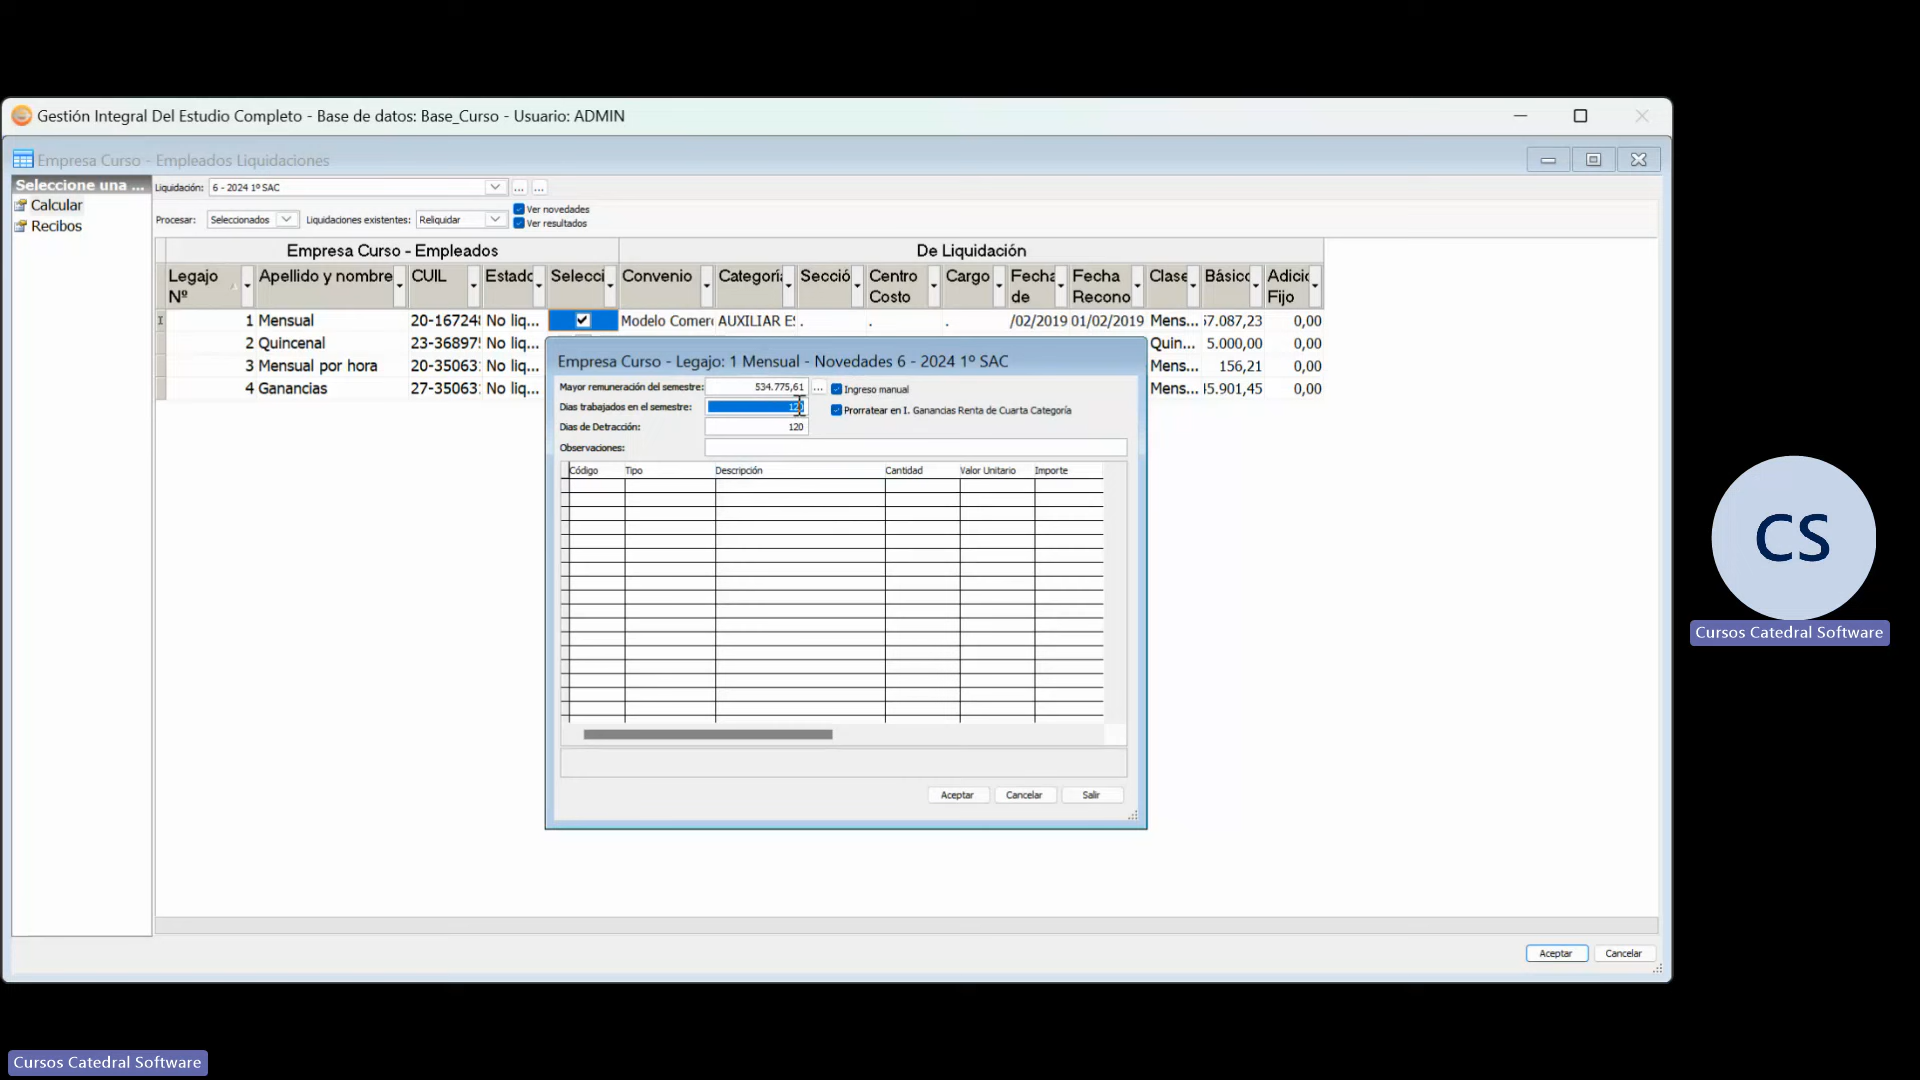 Gestión Integral Del Estudio Completo - Base de datos: Base_Curso - Usuario: ADMIN
Empresa Curso - Empleados Liquidaciones
Seleccione una ...
Calcular
Recibos
Liquidación: 6 - 2024 1º SAC ... ...
Procesar: Seleccionados Liquidaciones existentes: Reliquidar Ver novedades
Ver resultados
Empresa Curso - Empleados De Liquidación
Legajo Nº Apellido y nombre CUIL Estado Selecci Convenio Categorí Secció Centro Costo Cargo Fecha de Fecha Recono Clase Básico Adici Fijo
1 Mensual 20-16724 No liq... Modelo Comer AUXILIAR E . . . /02/2019 01/02/2019 Mens... 57.087,23 0,00
2 Quincenal 23-36897 No liq... Quin... 5.000,00 0,00
3 Mensual por hora 20-35063 No liq... Mens... 156,21 0,00
4 Ganancias 27-35063 No liq... Mens... 45.901,45 0,00
Empresa Curso - Legajo: 1 Mensual - Novedades 6 - 2024 1º SAC
Mayor remuneración del semestre: 534.775,61 ... Ingreso manual
Dias trabajados en el semestre: Prorratear en I. Ganancias Renta de Cuarta Categoría
Dias de Detracción: 120
Observaciones:
Código Tipo Descripción Cantidad Valor Unitario Importe
Aceptar Cancelar Salir
Aceptar Cancelar
CS
Cursos Catedral Software
Cursos Catedral Software